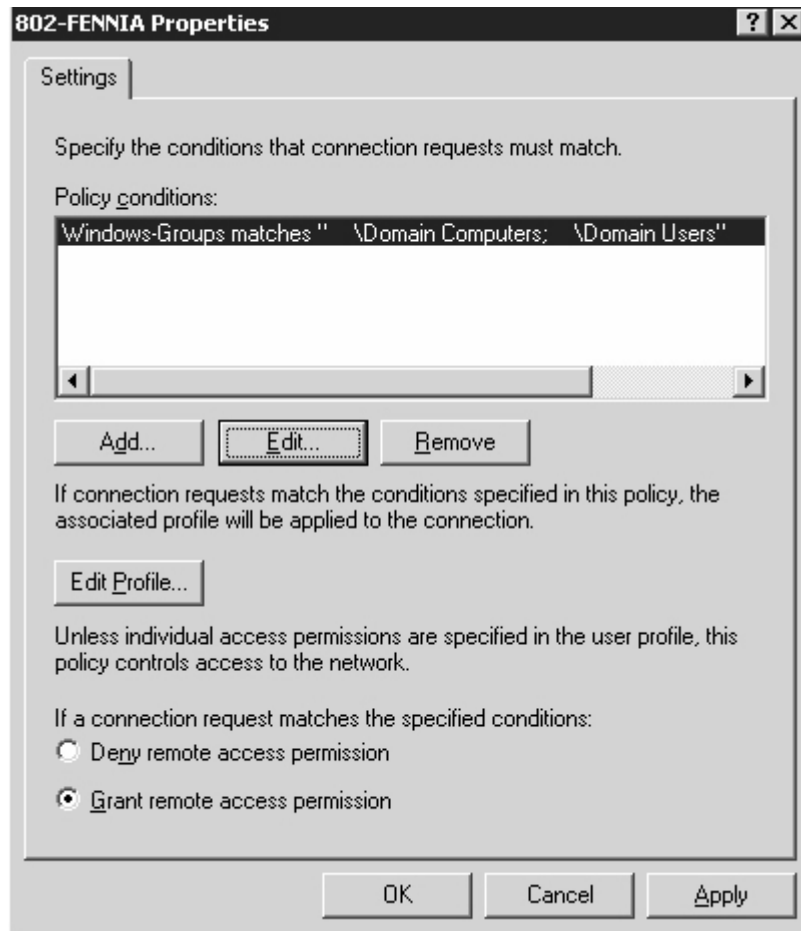 802-FENNIA Properties
Settings
Specify the conditions that connection requests must match.
Policy conditions:
Windows-Groups matches "    \Domain Computers;    \Domain Users"
Add...
Edit...
Remove
If connection requests match the conditions specified in this policy, the
associated profile will be applied to the connection.
Edit Profile...
Unless individual access permissions are specified in the user profile, this
policy controls access to the network.
If a connection request matches the specified conditions:
Deny remote access permission
Grant remote access permission
OK
Cancel
Apply